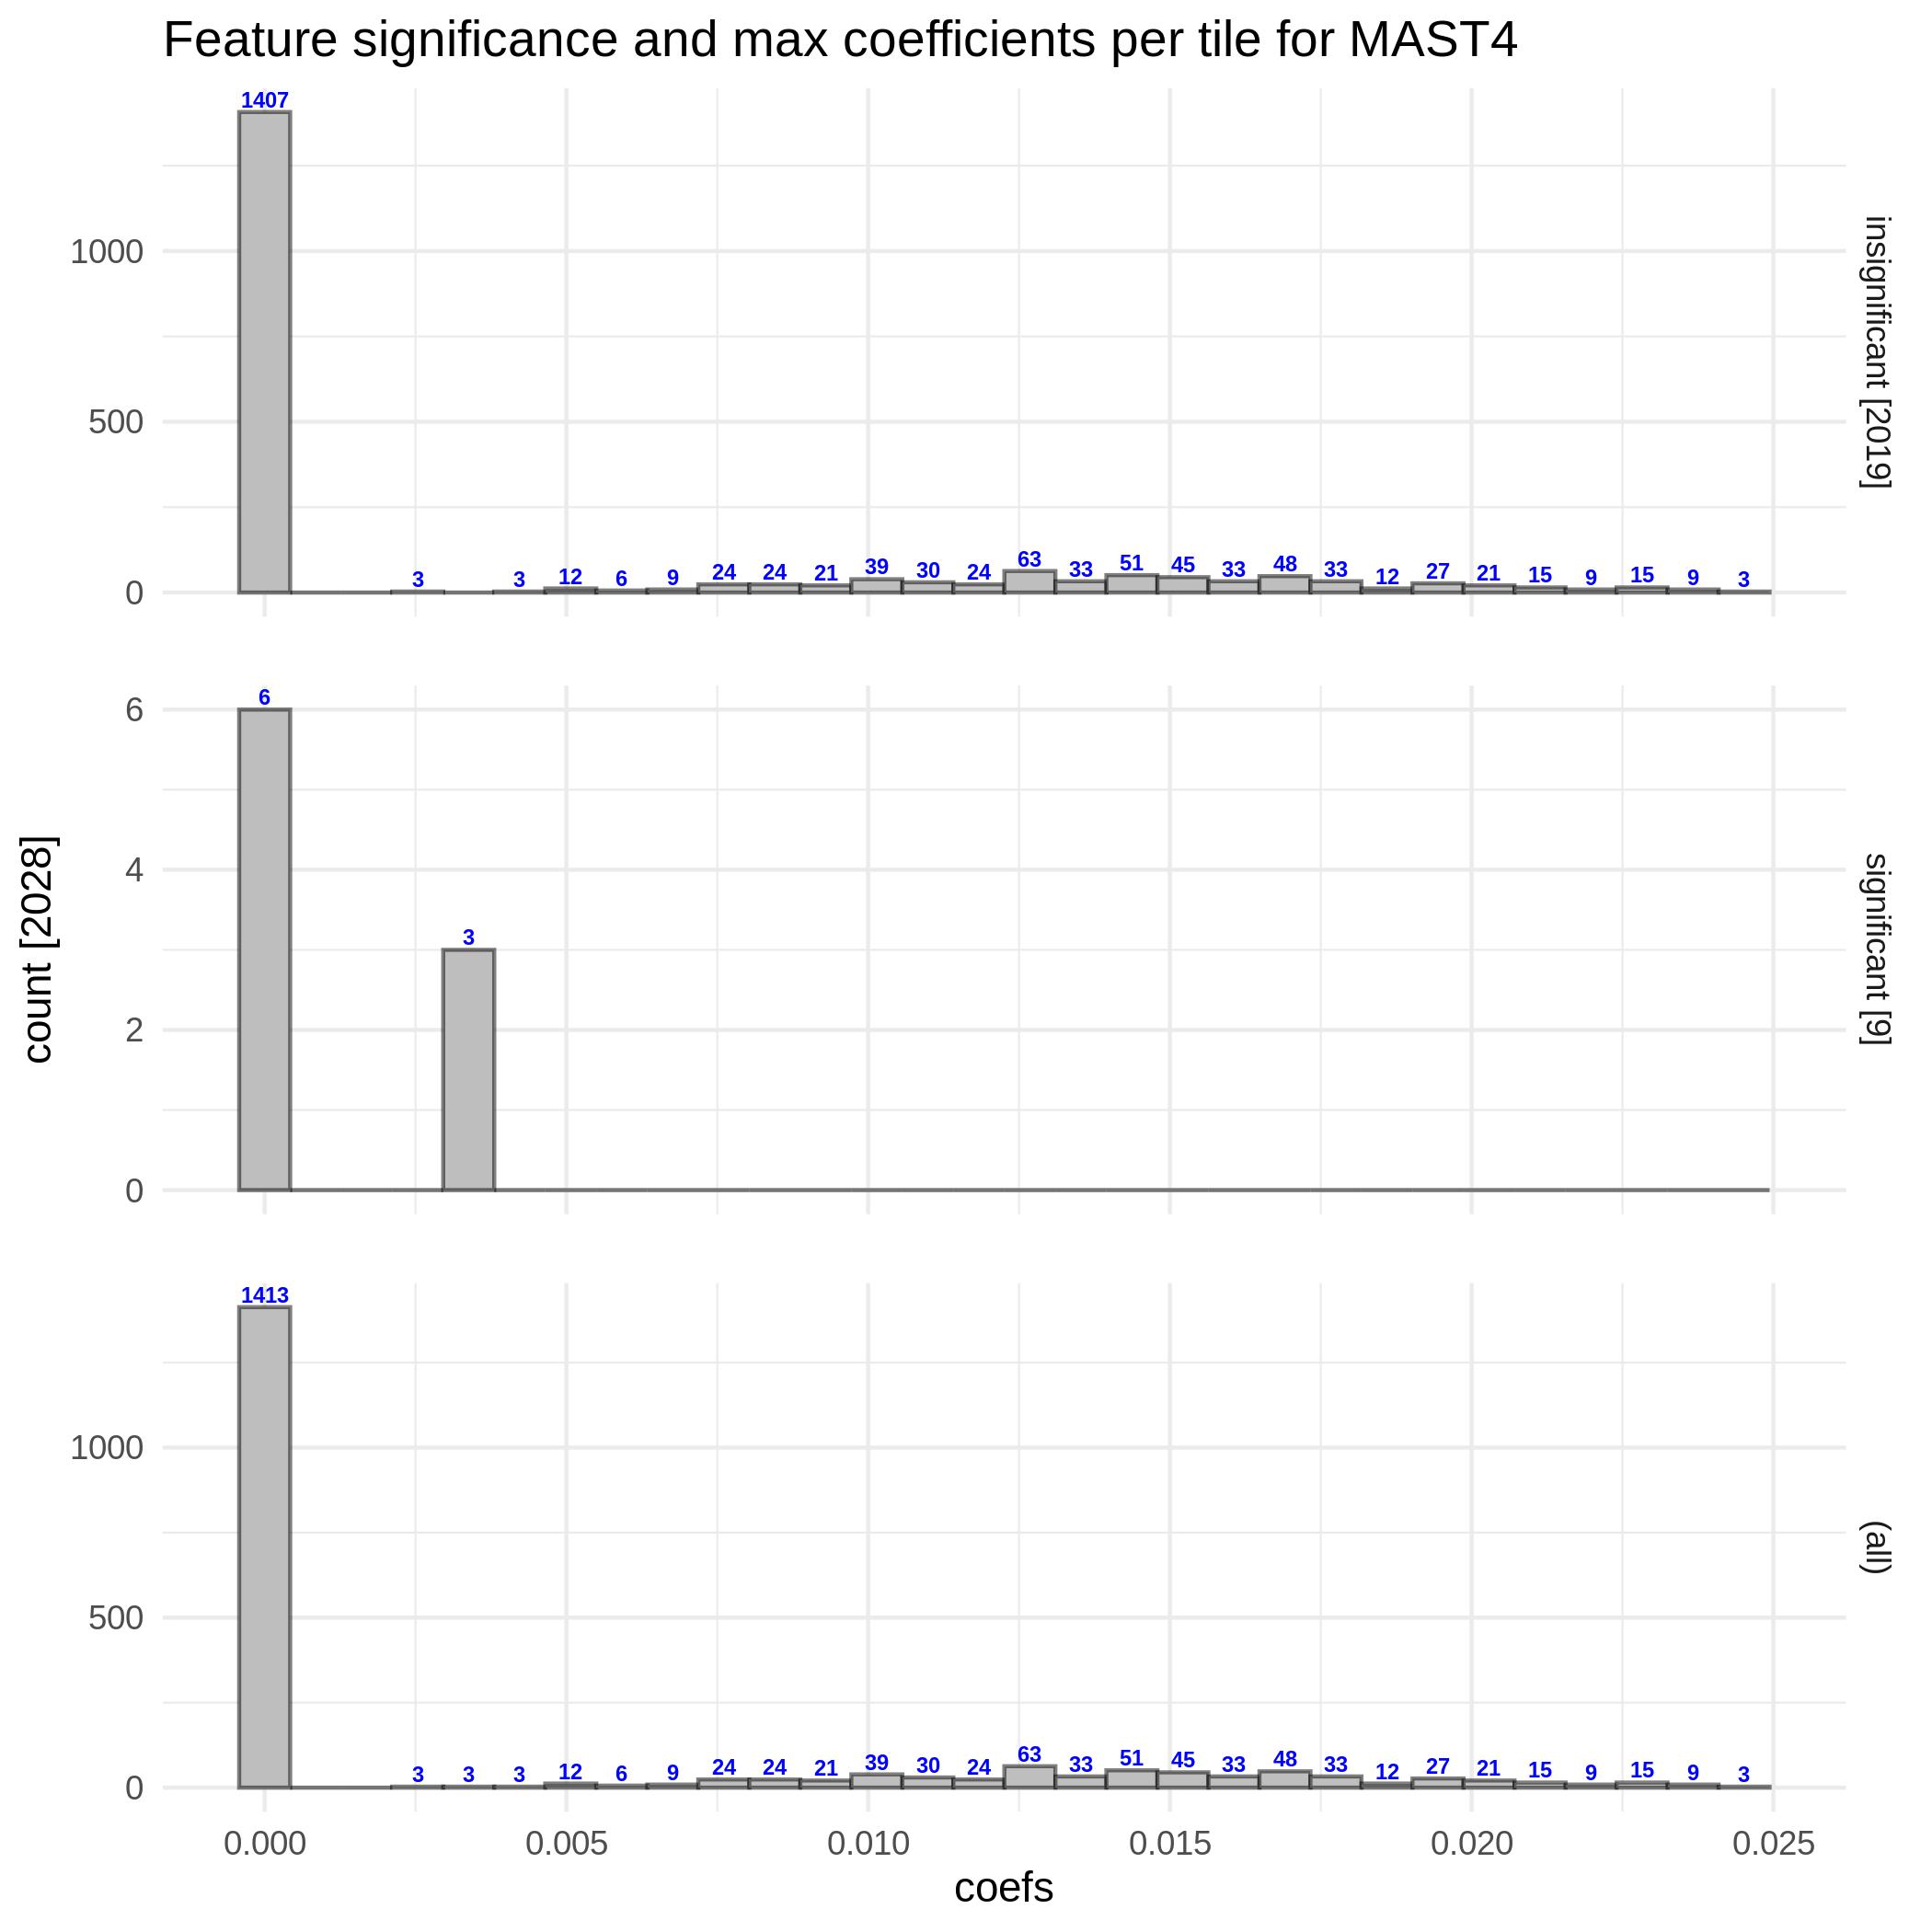 Feature significance and max coefficients per tile for MAST4
1407
1000
500
0
3 3 12 6 9 24 24 21 39 30 24 63 33 51 45 33 48 33 12 27 21 15 9 15 9 3
insignificant [2019]
count [2028]
6
6
4
3
2
0
significant [9]
1413
1000
500
0
3 3 3 12 6 9 24 24 21 39 30 24 63 33 51 45 33 48 33 12 27 21 15 9 15 9 3
(all)
0.000 0.005 0.010 0.015 0.020 0.025
coefs